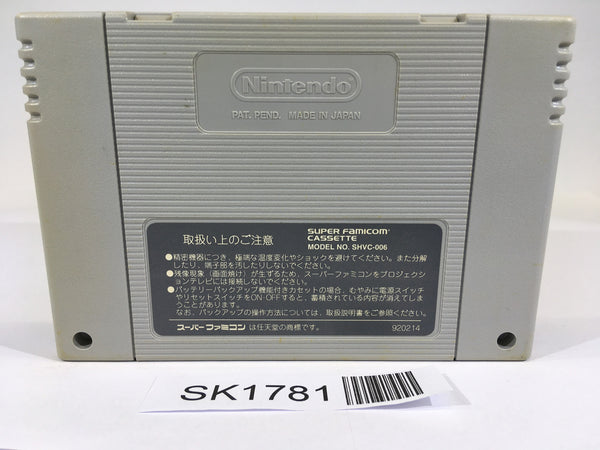 Nintendo
PAT. PEND. MADE IN JAPAN
取扱い上のご注意
SUPER FAMICOM
CASSETTE
MODEL NO. SHVC-006
●精密機器につき、極端な温度変化やショックを避けてください。また分解
したり、端子部を汚したりしないでください。
●残像現象（画面焼け）が生ずるため、スーパーファミコンをプロジェクシ
ョンテレビには接続しないでください。
●バッテリーバックアップ機能付きカセットの場合、むやみに電源スイッチ
やリセットスイッチをON-OFFすると、蓄積されている内容が消えてしま
うことがあります。
なお、バックアップの操作方法については、取扱説明書をご参照ください。
スーパーファミコンは任天堂の商標です。
920214
SK1781